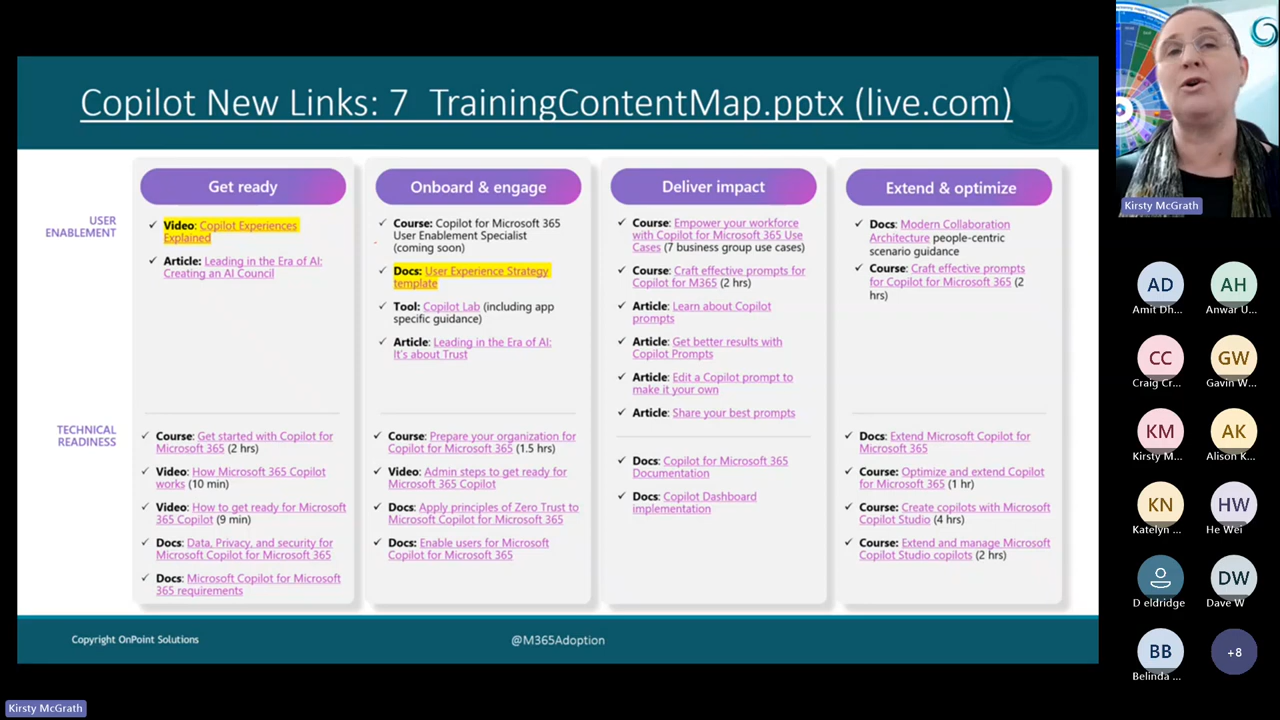 Copilot New Links: 7 TrainingContentMap.pptx (live.com)
Get ready
Onboard & engage
Deliver impact
Extend & optimize
USER
ENABLEMENT
✓ Video: Copilot Experiences
Explained
✓ Article: Leading in the Era of AI:
Creating an AI Council
✓ Course: Copilot for Microsoft 365
User Enablement Specialist
(coming soon)
✓ Docs: User Experience Strategy
template
✓ Tool: Copilot Lab (including app
specific guidance)
✓ Article: Leading in the Era of AI:
It's about Trust
✓ Course: Empower your workforce
with Copilot for Microsoft 365 Use
Cases (7 business group use cases)
✓ Course: Craft effective prompts for
Copilot for M365 (2 hrs)
✓ Article: Learn about Copilot
prompts
✓ Article: Get better results with
Copilot Prompts
✓ Article: Edit a Copilot prompt to
make it your own
✓ Article: Share your best prompts
✓ Docs: Modern Collaboration
Architecture people-centric
scenario guidance
✓ Course: Craft effective prompts
for Copilot for Microsoft 365 (2
hrs)
TECHNICAL
READINESS
✓ Course: Get started with Copilot for
Microsoft 365 (2 hrs)
✓ Video: How Microsoft 365 Copilot
works (10 min)
✓ Video: How to get ready for Microsoft
365 Copilot (9 min)
✓ Docs: Data, Privacy, and security for
Microsoft Copilot for Microsoft 365
✓ Docs: Microsoft Copilot for Microsoft
365 requirements
✓ Course: Prepare your organization for
Copilot for Microsoft 365 (1.5 hrs)
✓ Video: Admin steps to get ready for
Microsoft 365 Copilot
✓ Docs: Apply principles of Zero Trust to
Microsoft Copilot for Microsoft 365
✓ Docs: Enable users for Microsoft
Copilot for Microsoft 365
✓ Docs: Copilot for Microsoft 365
Documentation
✓ Docs: Copilot Dashboard
implementation
✓ Docs: Extend Microsoft Copilot for
Microsoft 365
✓ Course: Optimize and extend Copilot
for Microsoft 365 (1 hr)
✓ Course: Create copilots with Microsoft
Copilot Studio (4 hrs)
✓ Course: Extend and manage Microsoft
Copilot Studio copilots (2 hrs)
Copyright OnPoint Solutions
@M365Adoption
Kirsty McGrath
Kirsty McGrath
AD
Amit Dh...
AH
Anwar U...
CC
Craig Cr...
GW
Gavin W...
KM
Kirsty M...
AK
Alison K...
KN
Katelyn ...
HW
He Wei
D eldridge
DW
Dave W
BB
Belinda ...
+8